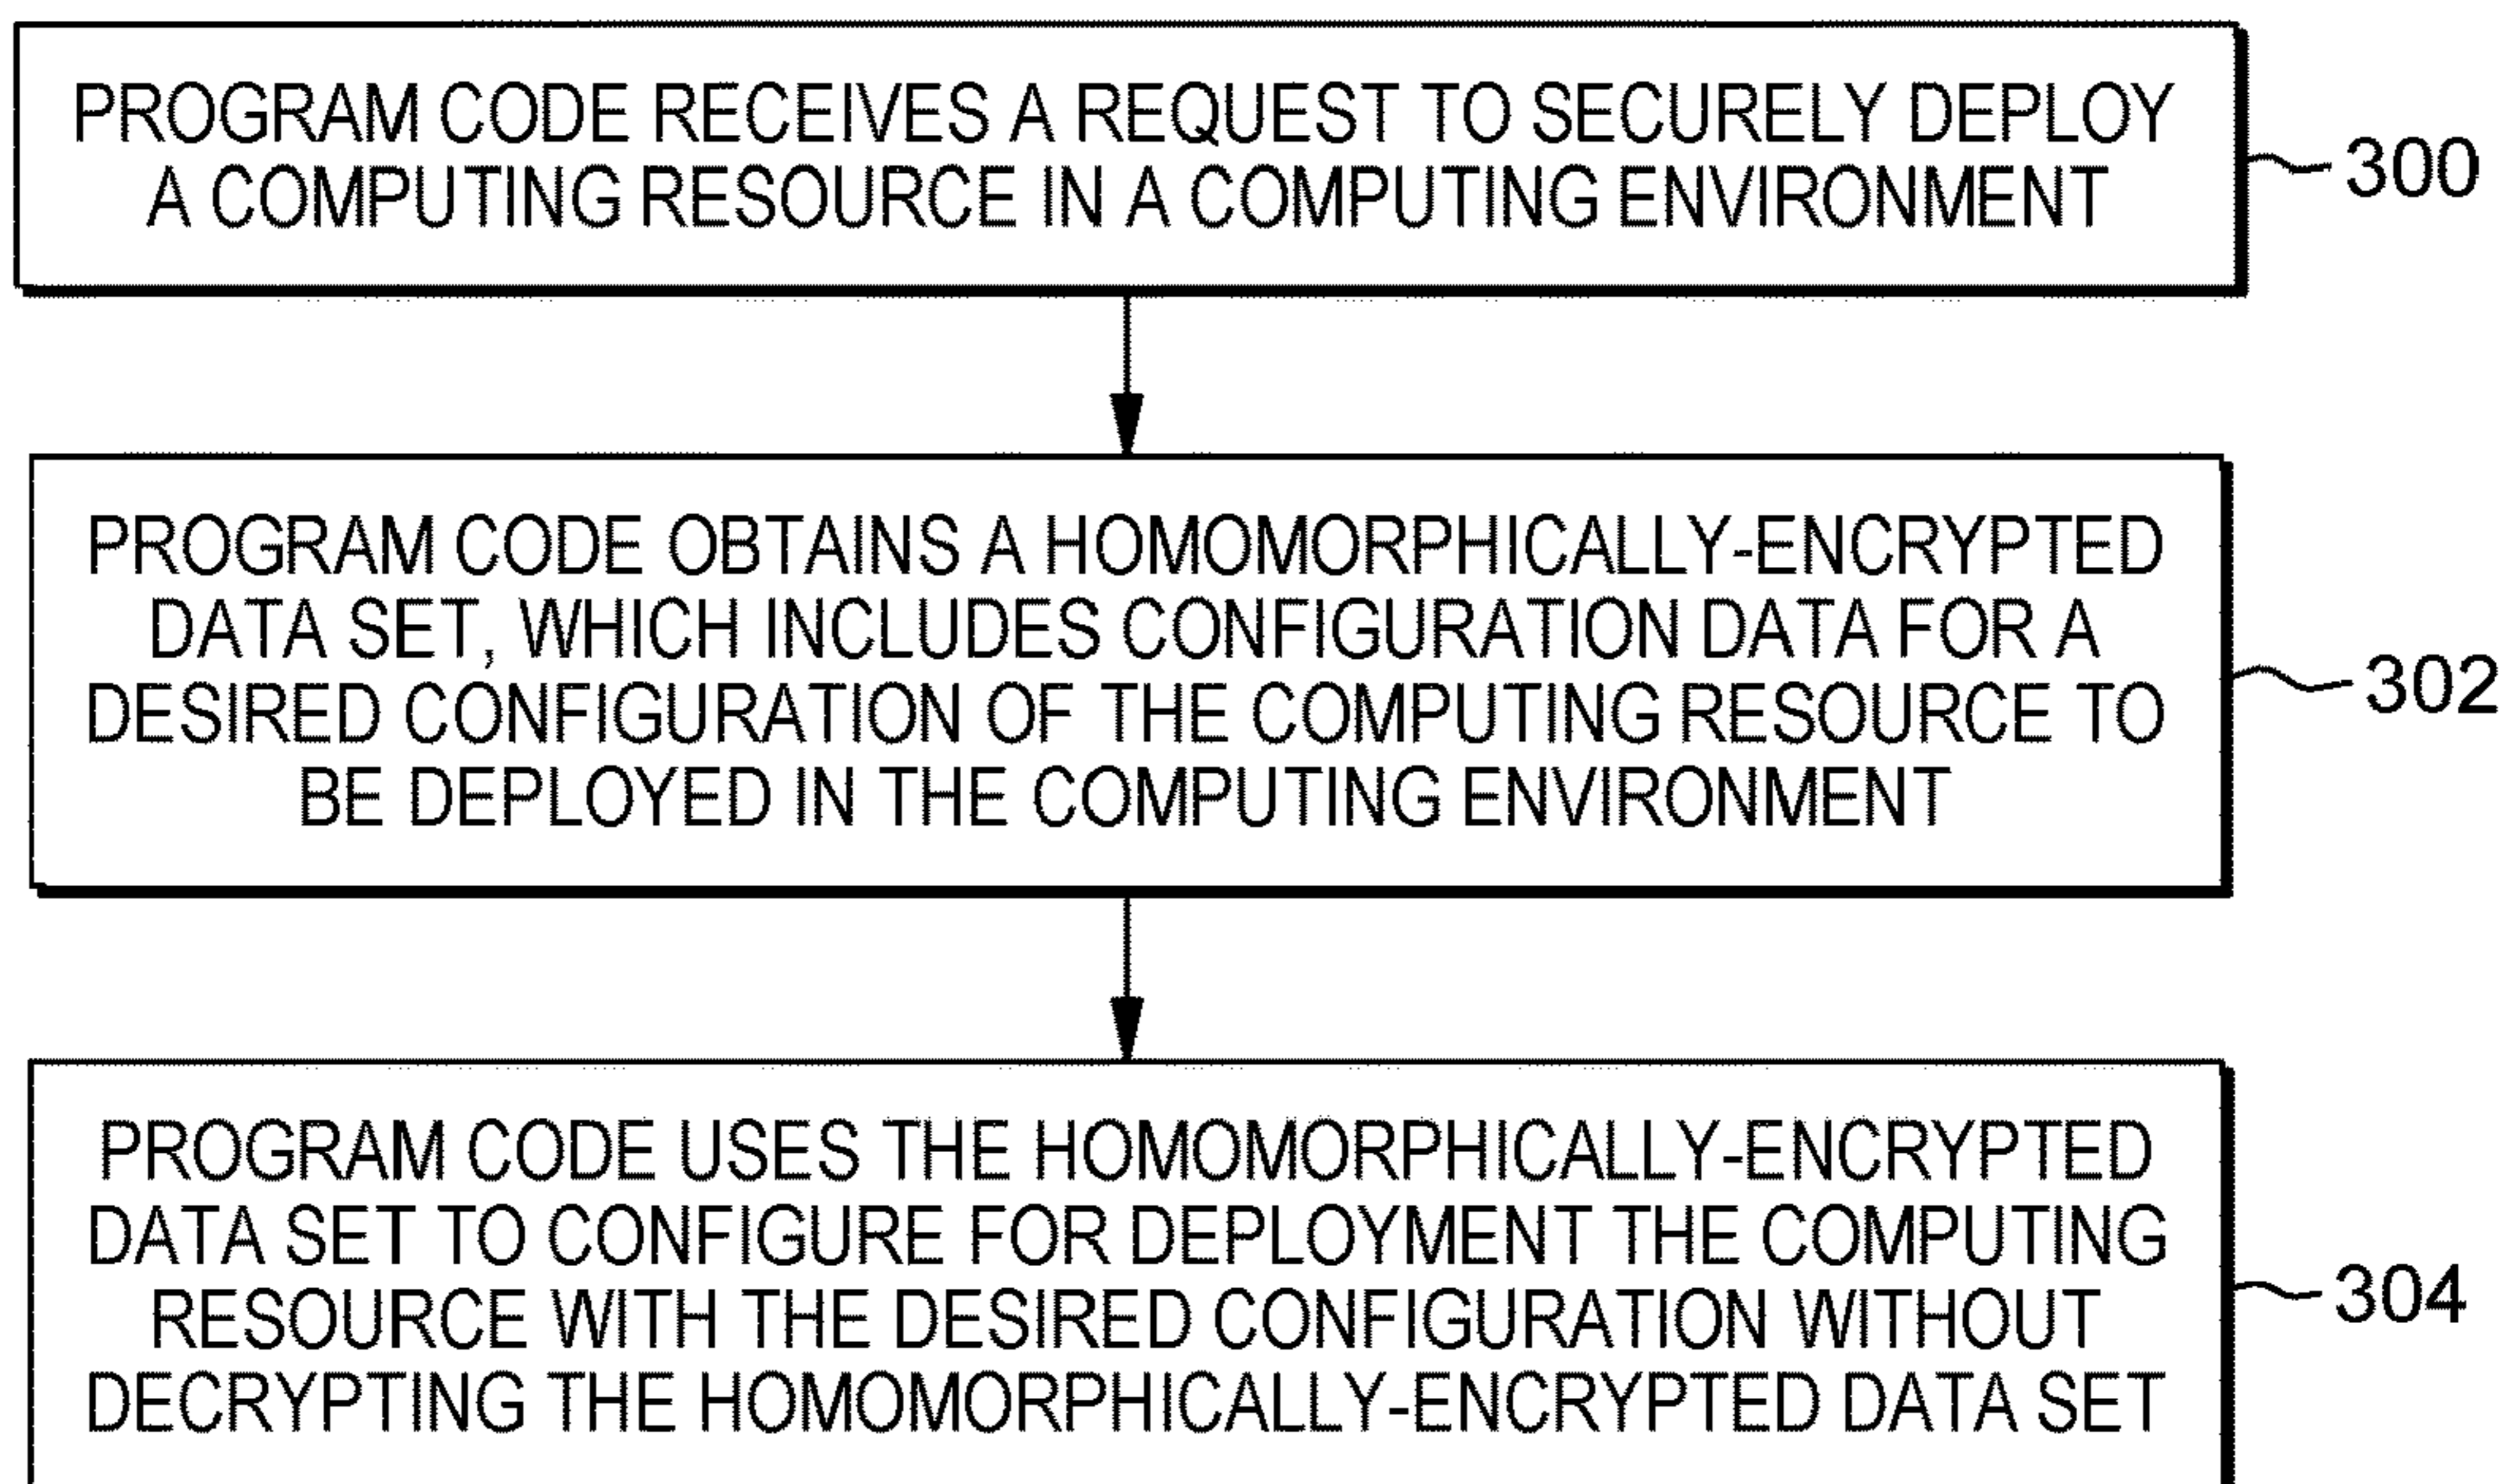 PROGRAM CODE RECEIVES A REQUEST TO SECURELY DEPLOY
A COMPUTING RESOURCE IN A COMPUTING ENVIRONMENT
300
PROGRAM CODE OBTAINS A HOMOMORPHICALLY-ENCRYPTED
DATA SET, WHICH INCLUDES CONFIGURATION DATA FOR A
DESIRED CONFIGURATION OF THE COMPUTING RESOURCE TO
BE DEPLOYED IN THE COMPUTING ENVIRONMENT
302
PROGRAM CODE USES THE HOMOMORPHICALLY-ENCRYPTED
DATA SET TO CONFIGURE FOR DEPLOYMENT THE COMPUTING
RESOURCE WITH THE DESIRED CONFIGURATION WITHOUT
DECRYPTING THE HOMOMORPHICALLY-ENCRYPTED DATA SET
304